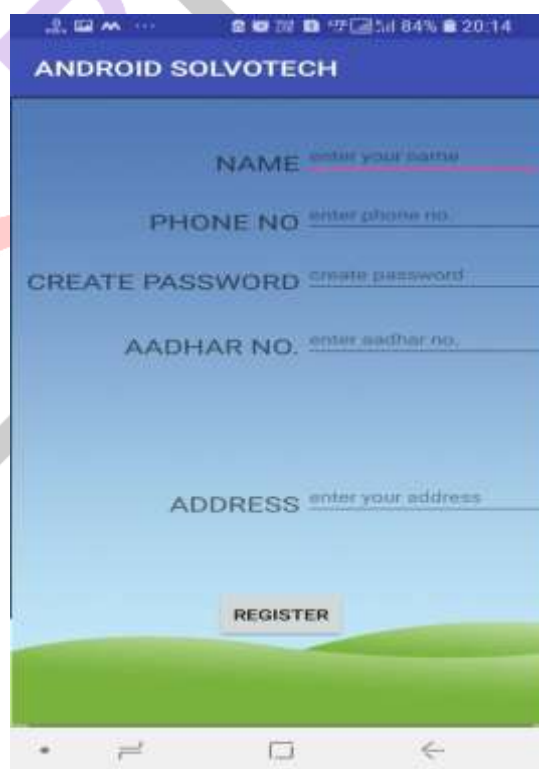 84% 20:14
ANDROID SOLVOTECH
NAME enter your name
PHONE NO enter phone no.
CREATE PASSWORD create password
AADHAR NO. enter aadhar no.
ADDRESS enter your address
REGISTER